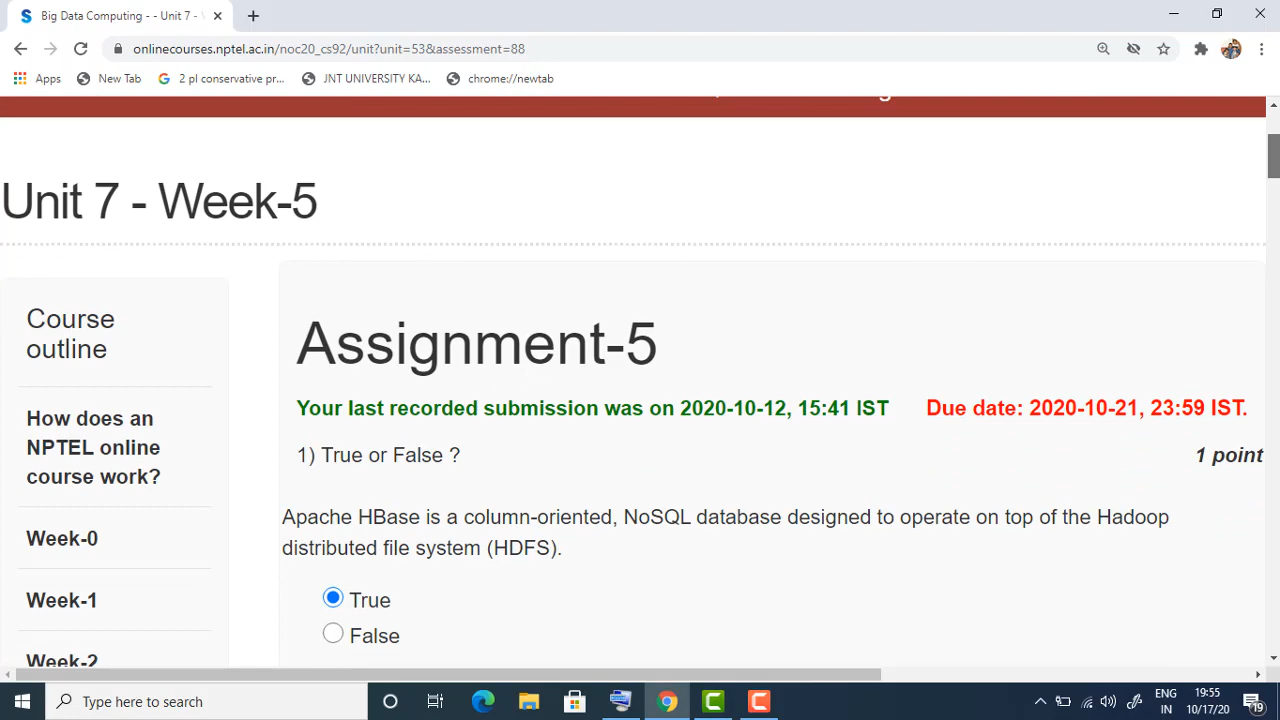 Big Data Computing - - Unit 7 -
onlinecourses.nptel.ac.in/noc20_cs92/unit?unit=53&assessment=88
Apps New Tab 2 pl conservative pr... JNT UNIVERSITY KA... chrome://newtab
Unit 7 - Week-5
Course
outline
How does an
NPTEL online
course work?
Week-0
Week-1
Week-2
Assignment-5
Your last recorded submission was on 2020-10-12, 15:41 IST Due date: 2020-10-21, 23:59 IST.
1) True or False ? 1 point
Apache HBase is a column-oriented, NoSQL database designed to operate on top of the Hadoop
distributed file system (HDFS).
True
False
Type here to search
ENG
IN
19:55
10/17/20
19